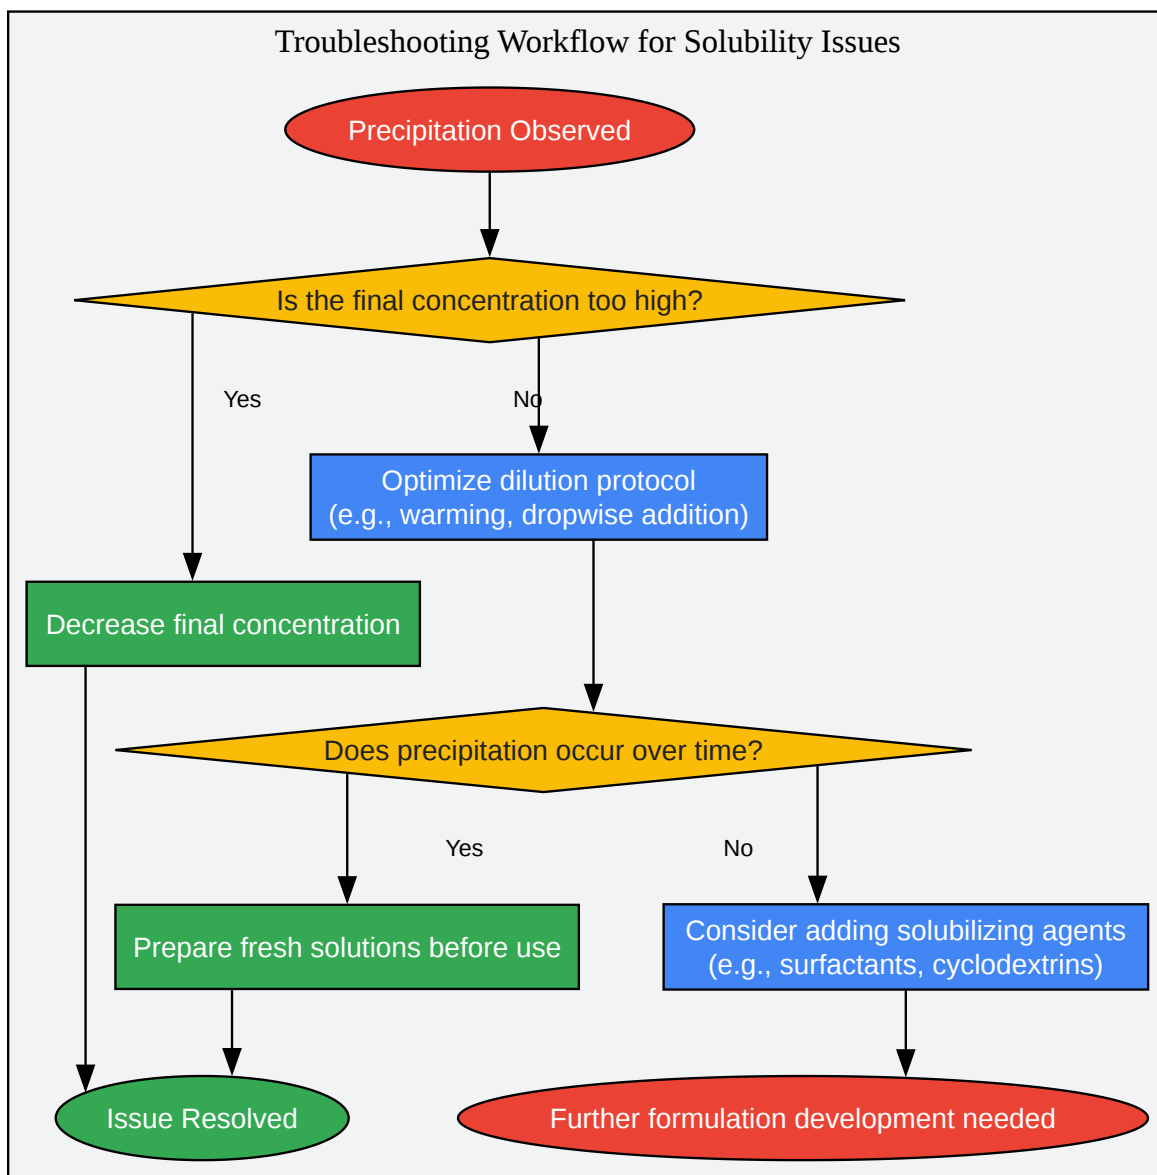 Troubleshooting Workflow for Solubility Issues
Precipitation Observed
Is the final concentration too high?
Yes
No
Optimize dilution protocol
(e.g., warming, dropwise addition)
Decrease final concentration
Does precipitation occur over time?
Yes
No
Prepare fresh solutions before use
Consider adding solubilizing agents
(e.g., surfactants, cyclodextrins)
Issue Resolved
Further formulation development needed